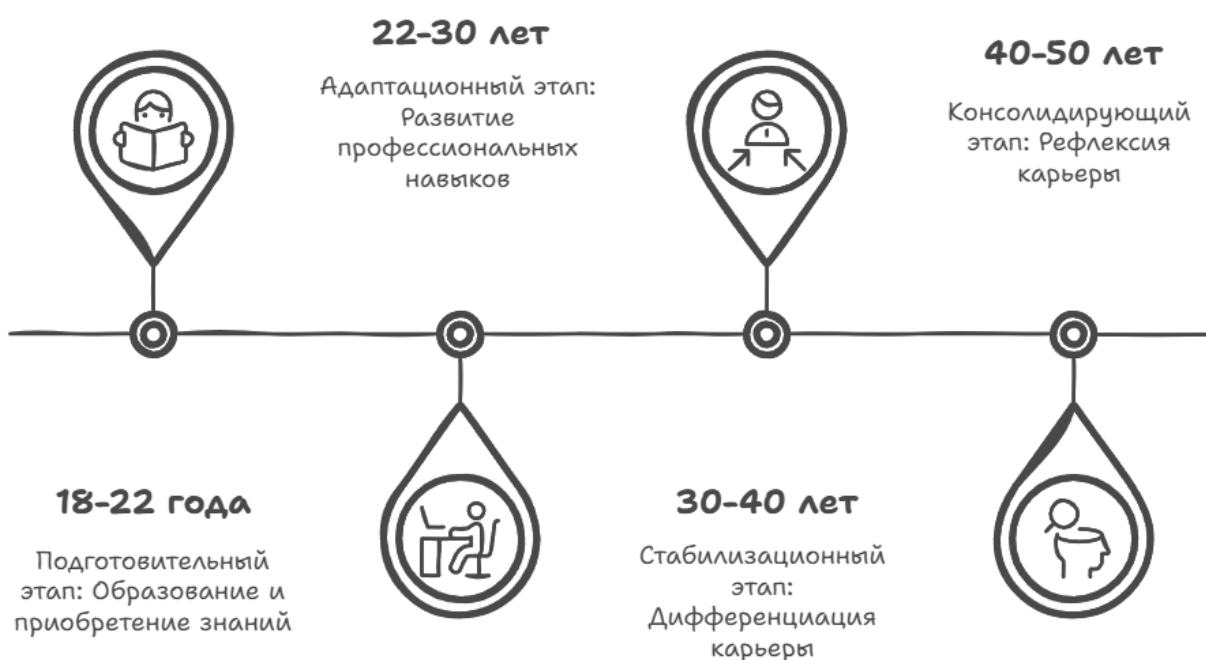 18-22 года
Подготовительный
этап: Образование и
приобретение знаний
22-30 лет
Адаптационный этап:
Развитие
профессиональных
навыков
30-40 лет
Стабилизационный
этап:
Дифференциация
карьеры
40-50 лет
Консолидирующий
этап: Рефлексия
карьеры